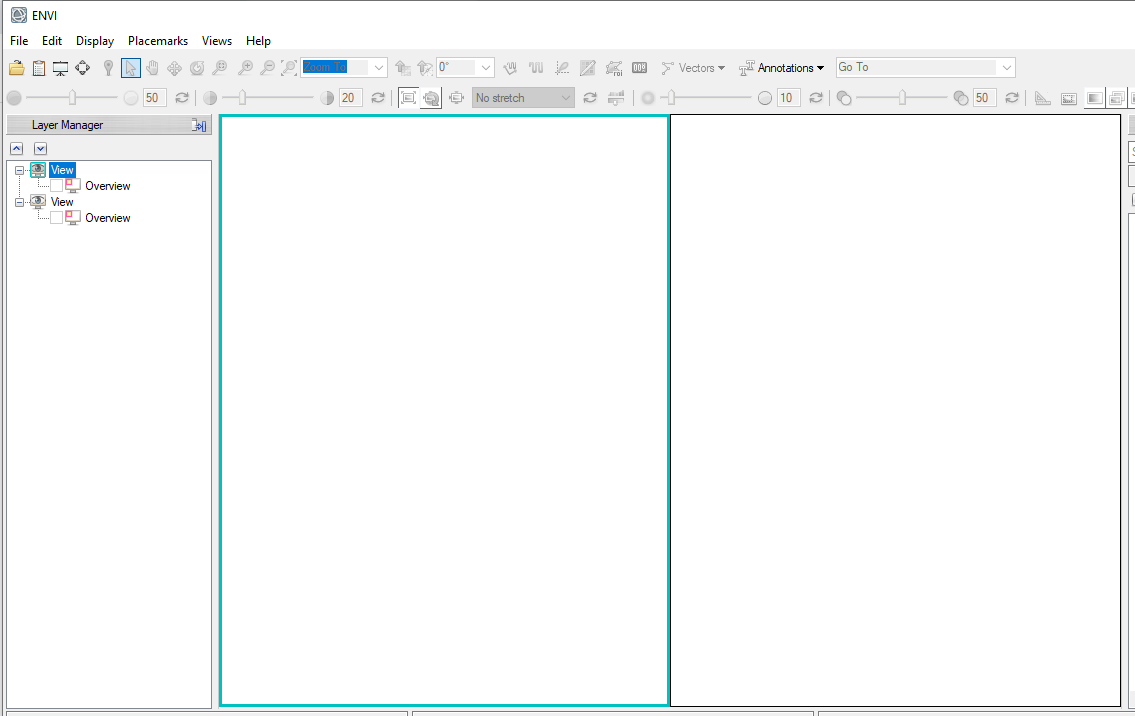 ENVI
File Edit Display Placemarks Views Help
Zoom To 0° Vectors Annotations Go To
50 20 No stretch 10 50
Layer Manager
View
Overview
View
Overview